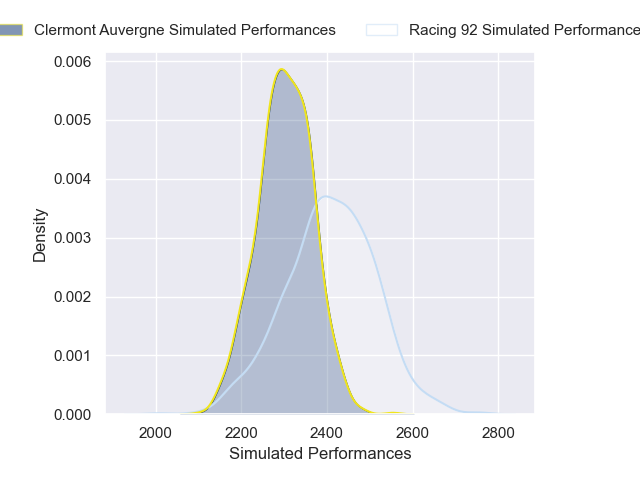 Clermont Auvergne Simulated Performances
Racing 92 Simulated Performance
0.006
0.005
0.004
0.003
0.002
0.001
0.000
Density
2000 2200 2400 2600 2800
Simulated Performances